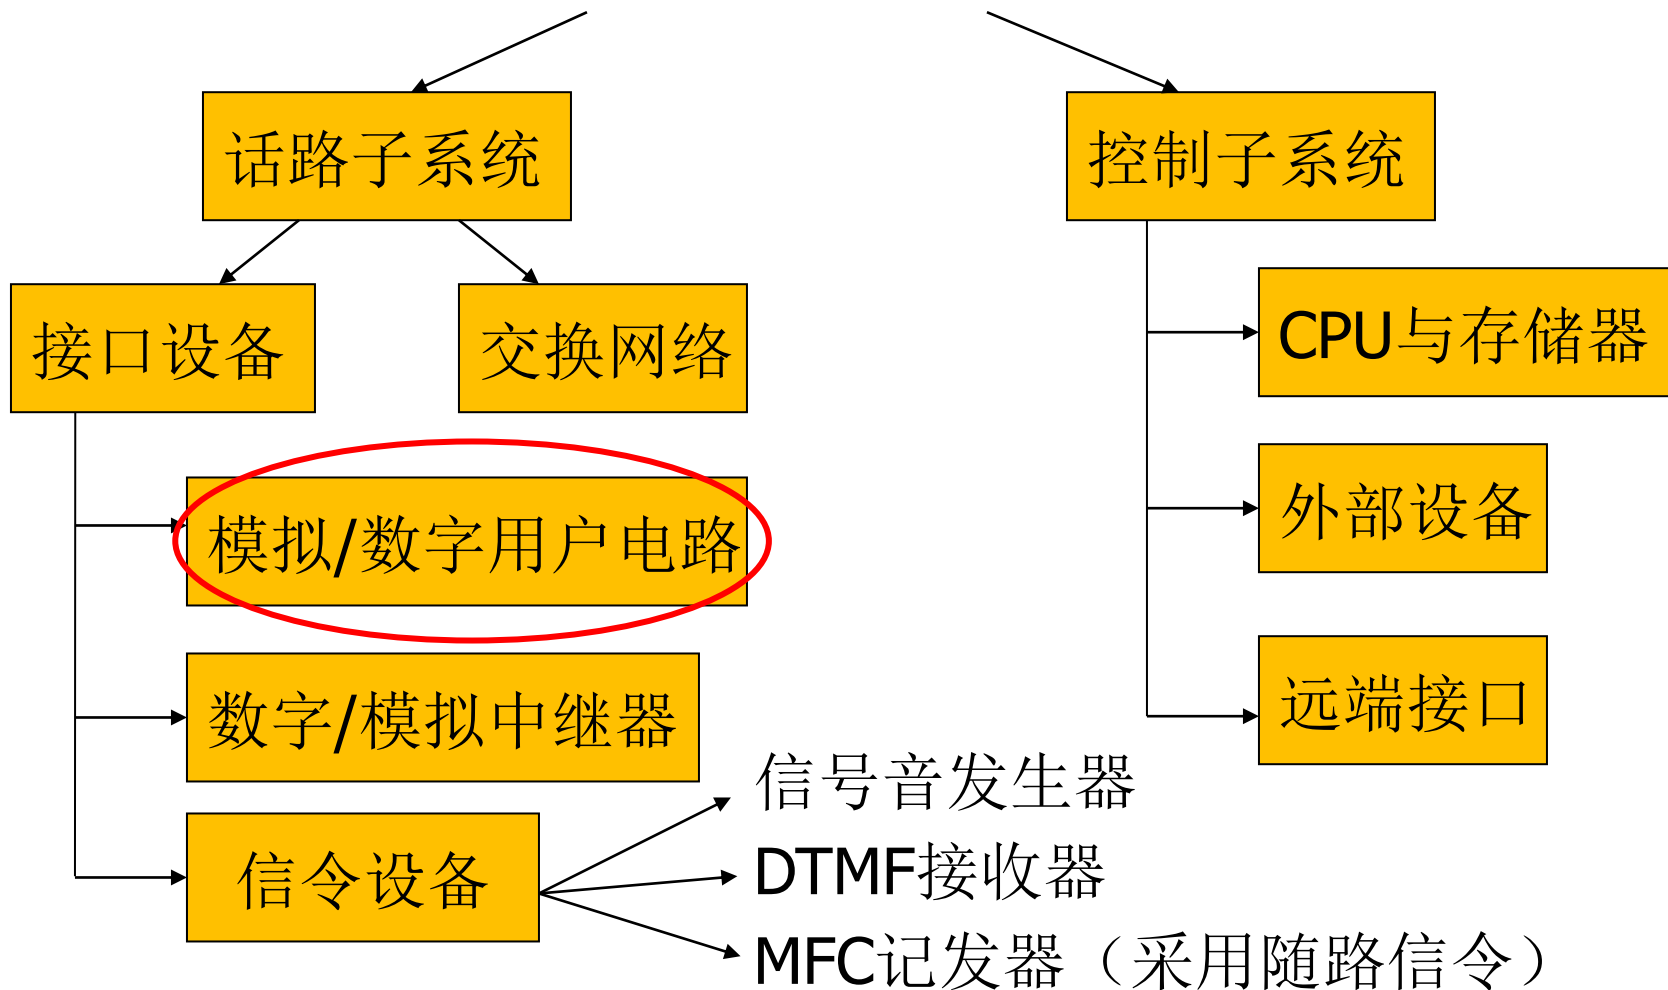 话路子系统
控制子系统
接口设备
交换网络
CPU与存储器
模拟/数字用户电路
外部设备
数字/模拟中继器
远端接口
信令设备
信号音发生器
DTMF接收器
MFC记发器（采用随路信令）